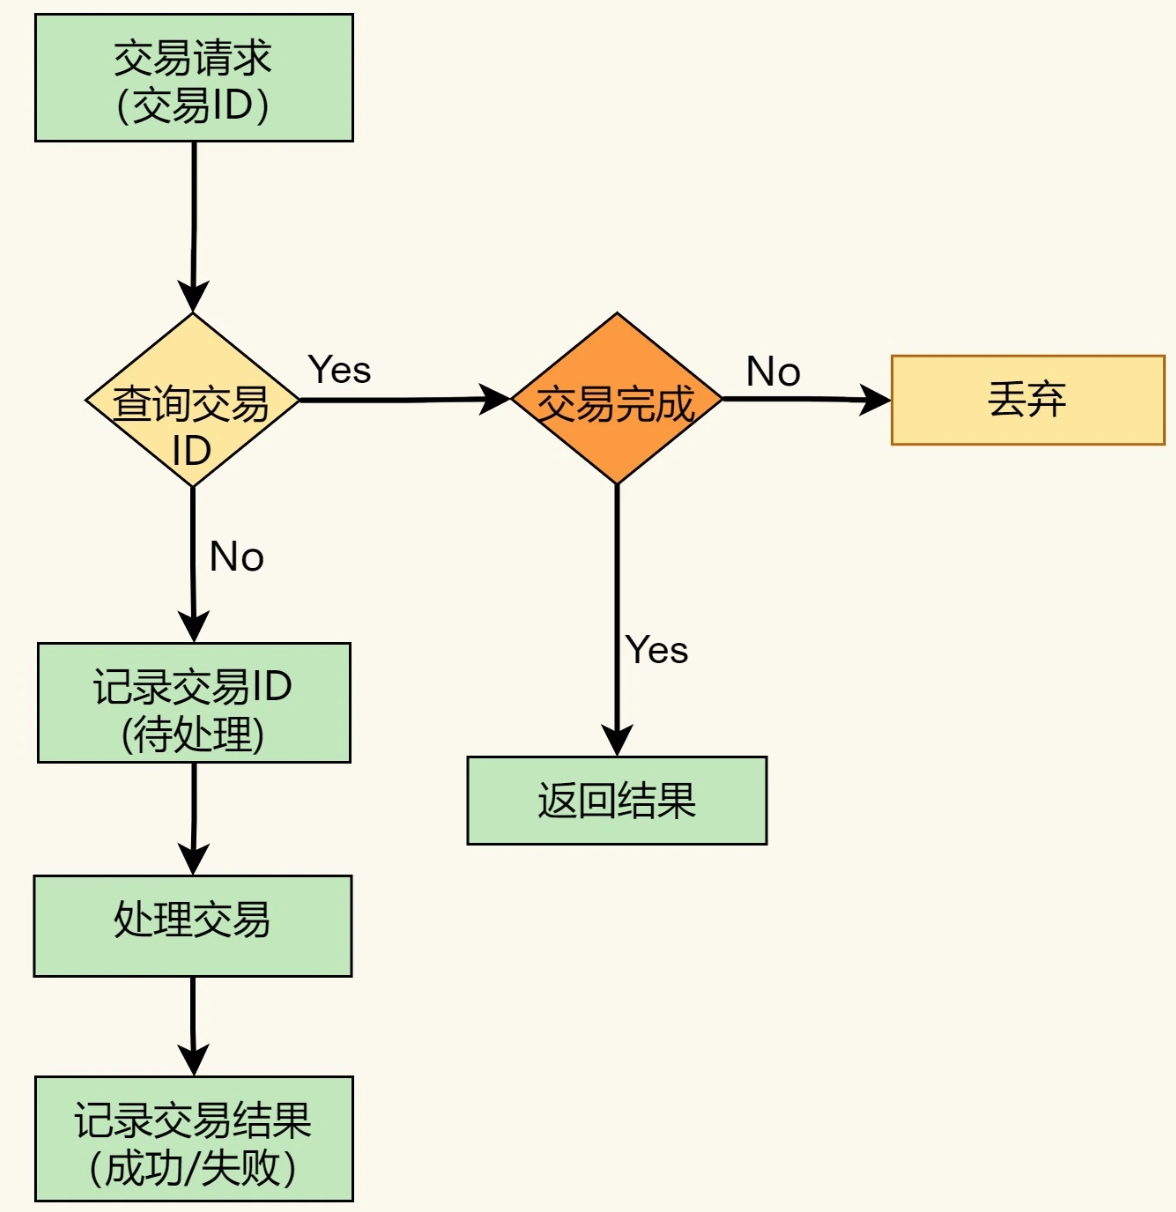 交易请求
（交易ID）
查询交易
ID
Yes
交易完成
No
丢弃
No
Yes
记录交易ID
(待处理)
返回结果
处理交易
记录交易结果
（成功/失败）